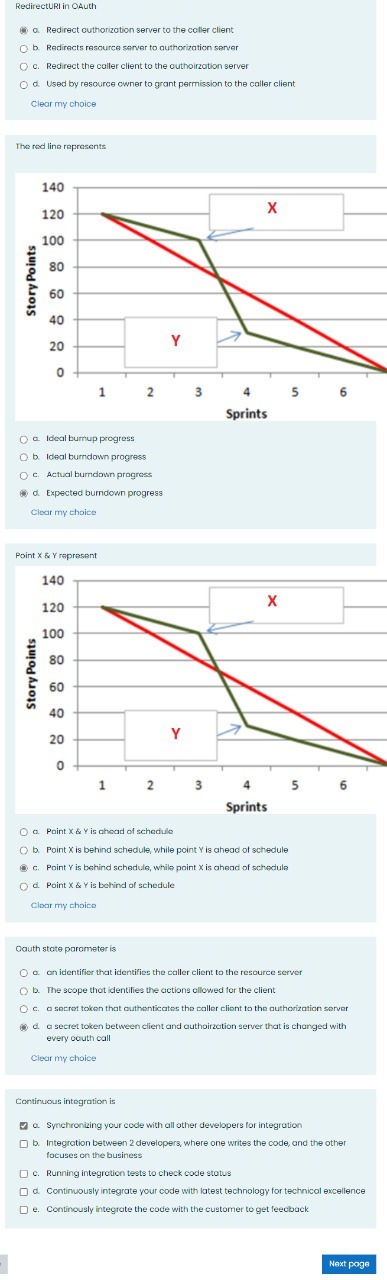 RedirectURI in OAuth
a. Redirect authorization server to the caller client
b. Redirects resource server to authorization server
c. Redirect the caller client to the authoirzation server
d. Used by resource owner to grant permission to the caller client
Clear my choice
The red line represents
140
120
100
80
60
40
20
0
Story Points
X
Y
1 2 3 4 5 6
Sprints
a. Ideal burnup progress
b. Ideal burndown progress
c. Actual burndown progress
d. Expected burndown progress
Clear my choice
Point X & Y represent
140
120
100
80
60
40
20
0
Story Points
X
Y
1 2 3 4 5 6
Sprints
a. Point X & Y is ahead of schedule
b. Point X is behind schedule, while point Y is ahead of schedule
c. Point Y is behind schedule, while point X is ahead of schedule
d. Point X & Y is behind of schedule
Clear my choice
Oauth state parameter is
a. an identifier that identifies the caller client to the resource server
b. The scope that identifies the actions allowed for the client
c. a secret token that authenticates the caller client to the authorization server
d. a secret token between client and authoirzation server that is changed with
every oauth call
Clear my choice
Continuous integration is
a. Synchronizing your code with all other developers for integration
b. Integration between 2 developers, where one writes the code, and the other
focuses on the business
c. Running integration tests to check code status
d. Continuously integrate your code with latest technology for technical excellence
e. Continously integrate the code with the customer to get feedback
Next page